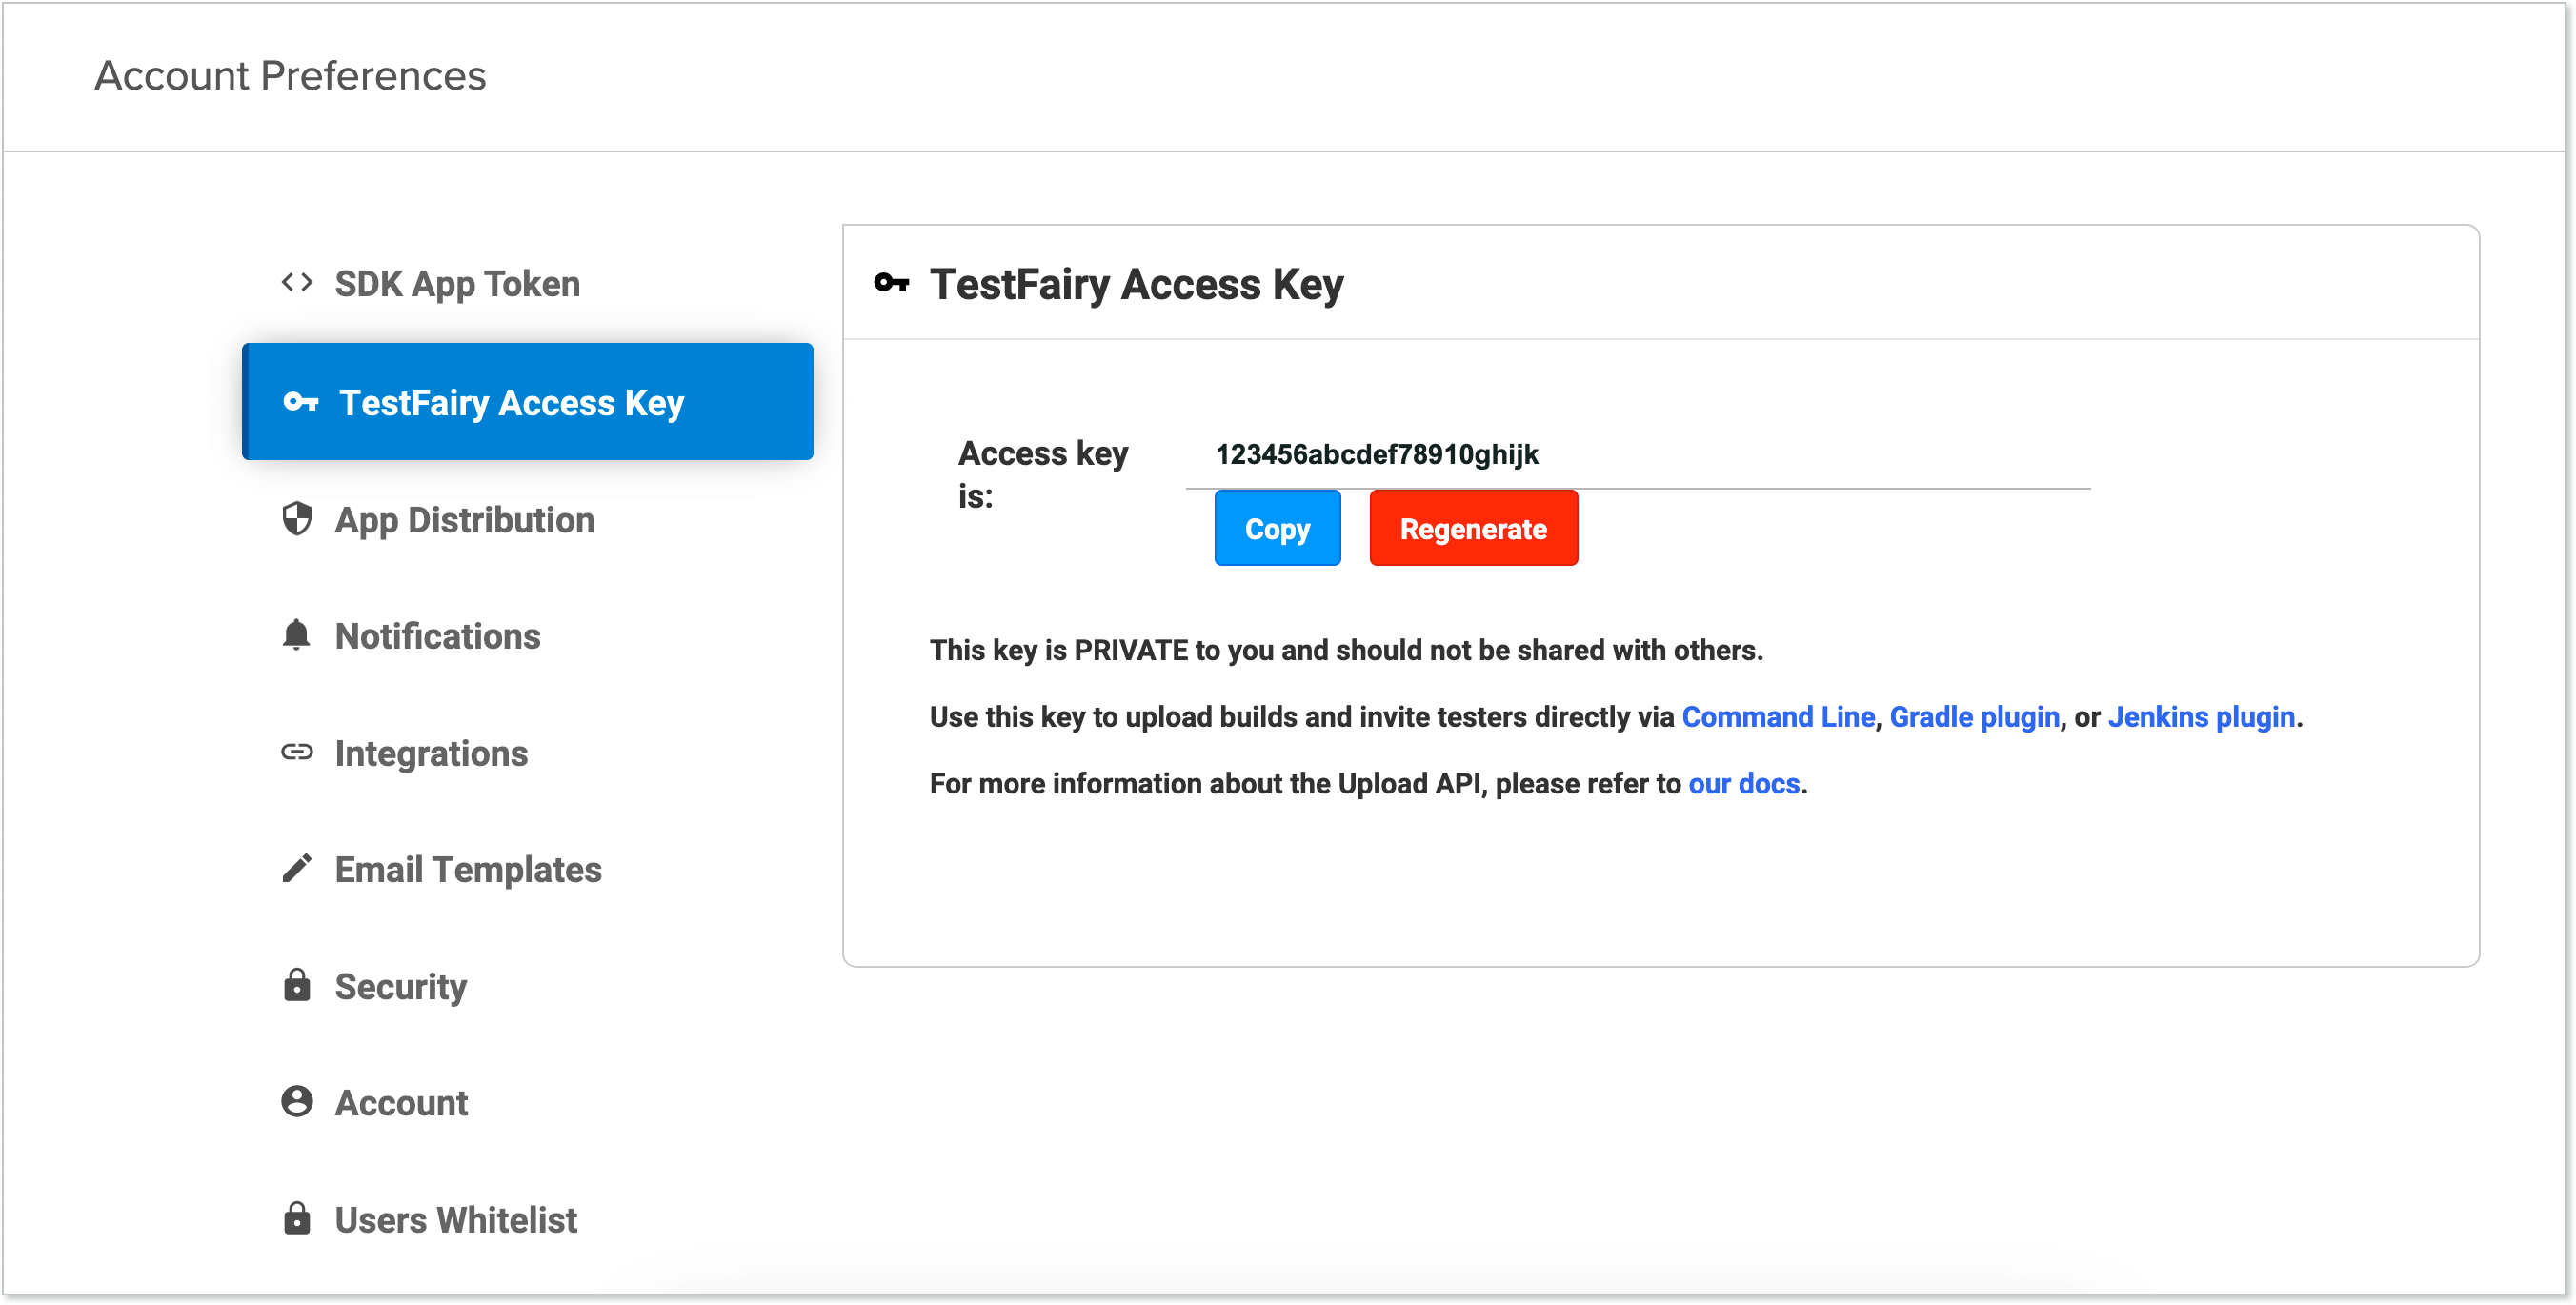 Account Preferences
SDK App Token
TestFairy Access Key
App Distribution
Notifications
Integrations
Email Templates
Security
Account
Users Whitelist
TestFairy Access Key
Access key
is:
123456abcdef78910ghijk
Copy
Regenerate
This key is PRIVATE to you and should not be shared with others.
Use this key to upload builds and invite testers directly via Command Line, Gradle plugin, or Jenkins plugin.
For more information about the Upload API, please refer to our docs.